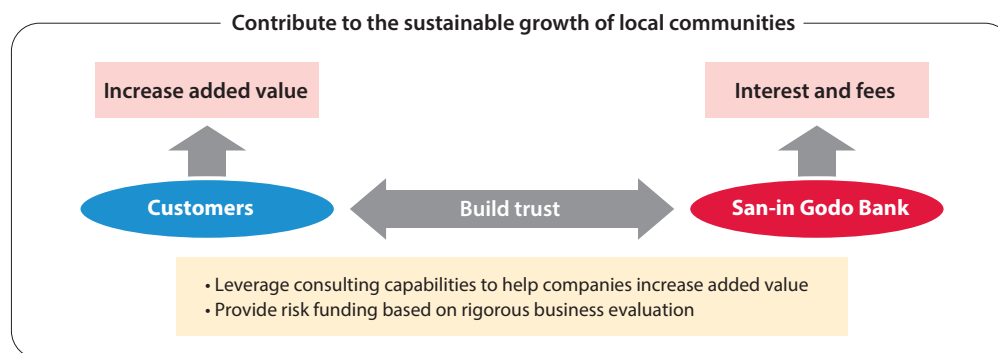 Contribute to the sustainable growth of local communities
Increase added value
Interest and fees
Customers
Build trust
San-in Godo Bank
• Leverage consulting capabilities to help companies increase added value
• Provide risk funding based on rigorous business evaluation